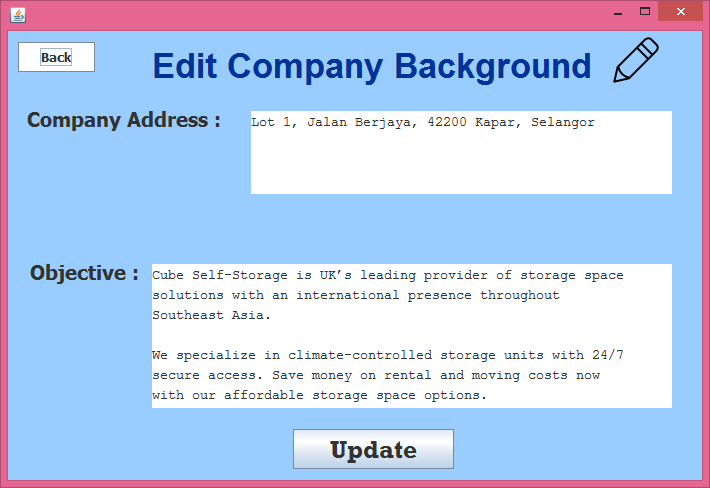 Back
Edit Company Background
Company Address :
Lot 1, Jalan Berjaya, 42200 Kapar, Selangor
Objective :
Cube Self-Storage is UK’s leading provider of storage space
solutions with an international presence throughout
Southeast Asia.
We specialize in climate-controlled storage units with 24/7
secure access. Save money on rental and moving costs now
with our affordable storage space options.
Update